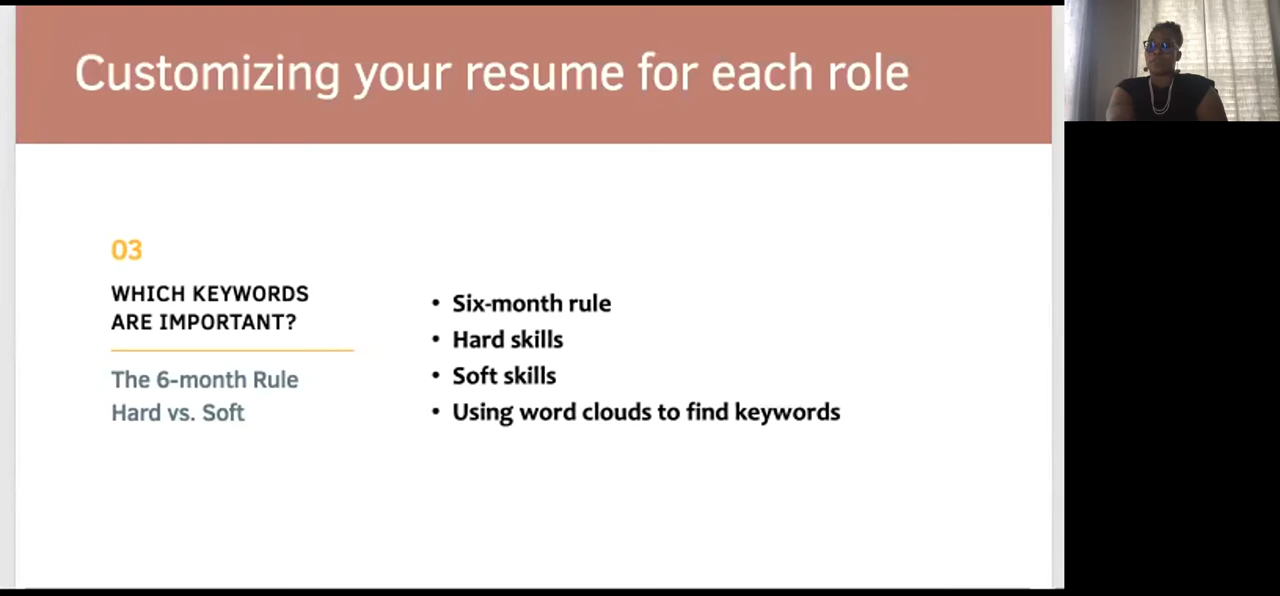 Customizing your resume for each role
03
WHICH KEYWORDS
ARE IMPORTANT?
The 6-month Rule
Hard vs. Soft
• Six-month rule
• Hard skills
• Soft skills
• Using word clouds to find keywords